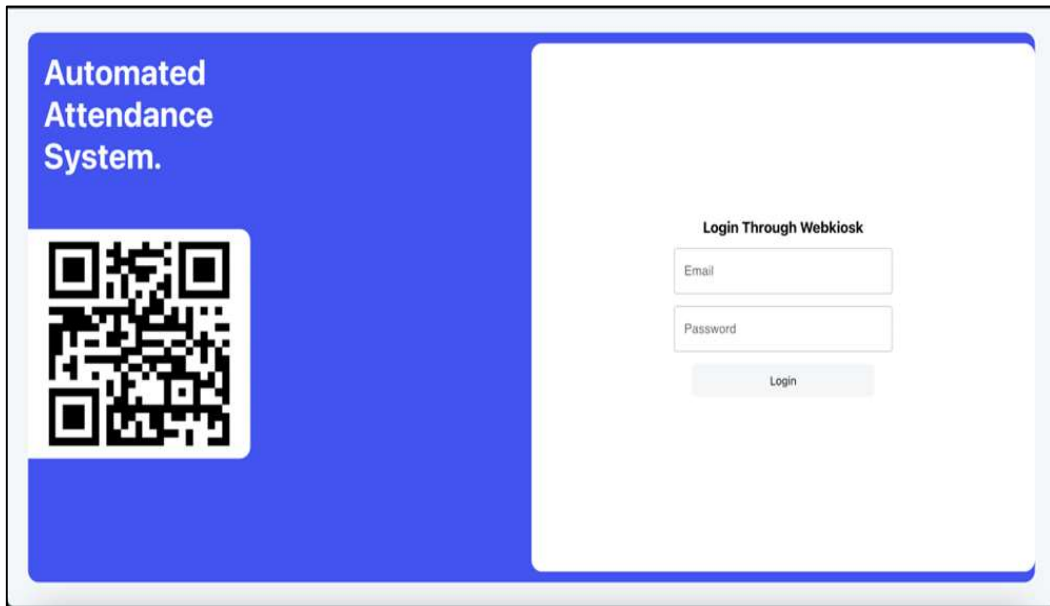 Automated
Attendance
System.
Login Through Webkiosk
Email
Password
Login